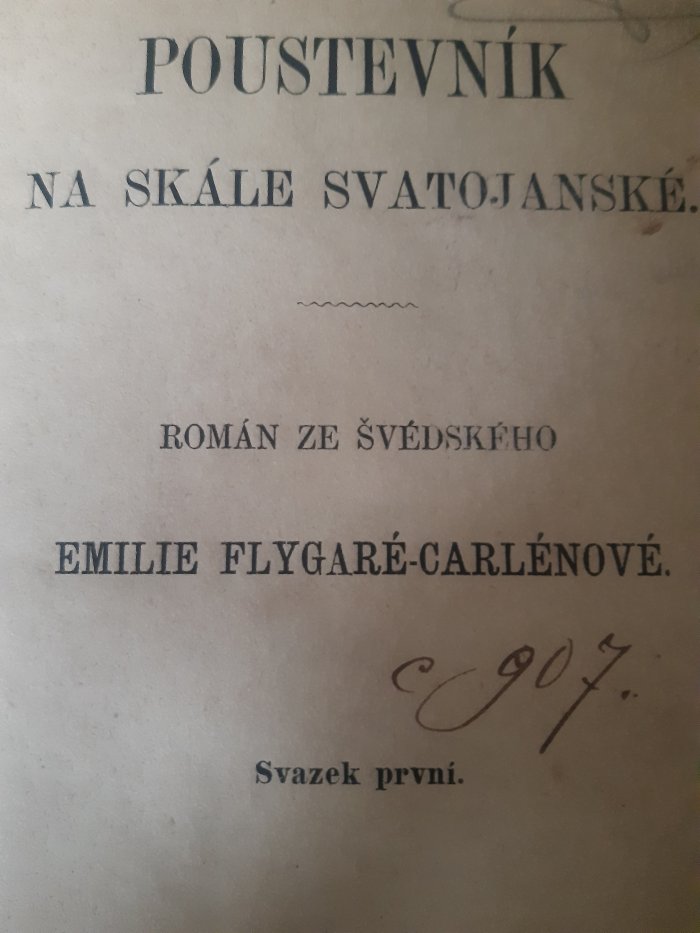 POUSTEVNÍK
NA SKÁLE SVATOJANSKÉ.
ROMÁN ZE ŠVÉDSKÉHO
EMILIE FLYGARÉ-CARLÉNOVÉ.
c 907.
Svazek první.